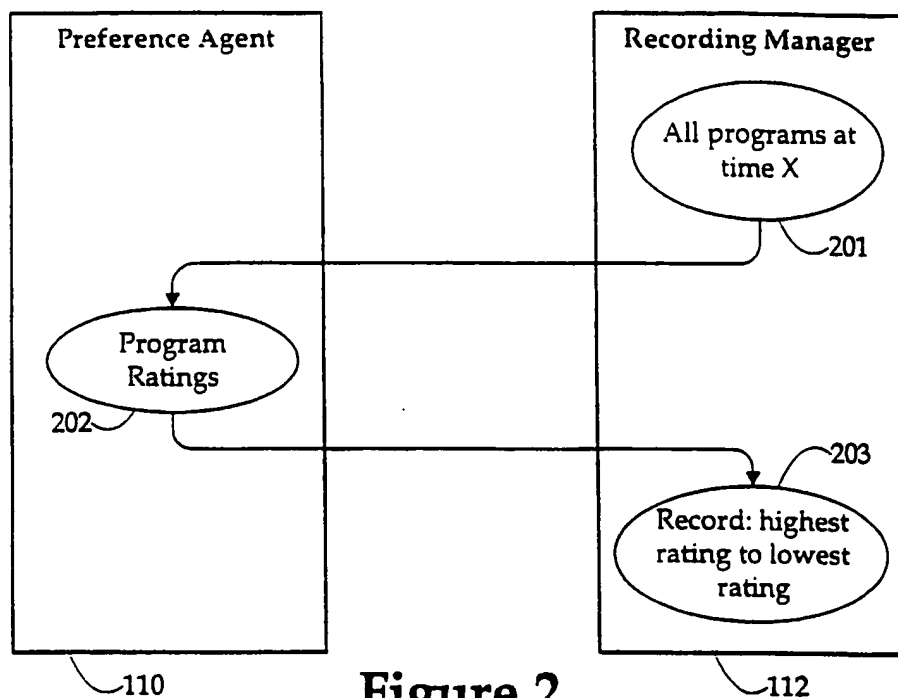 Preference Agent
Recording Manager
All programs at
time X
201
Program
Ratings
202
203
Record: highest
rating to lowest
rating
110
112
Figure 2